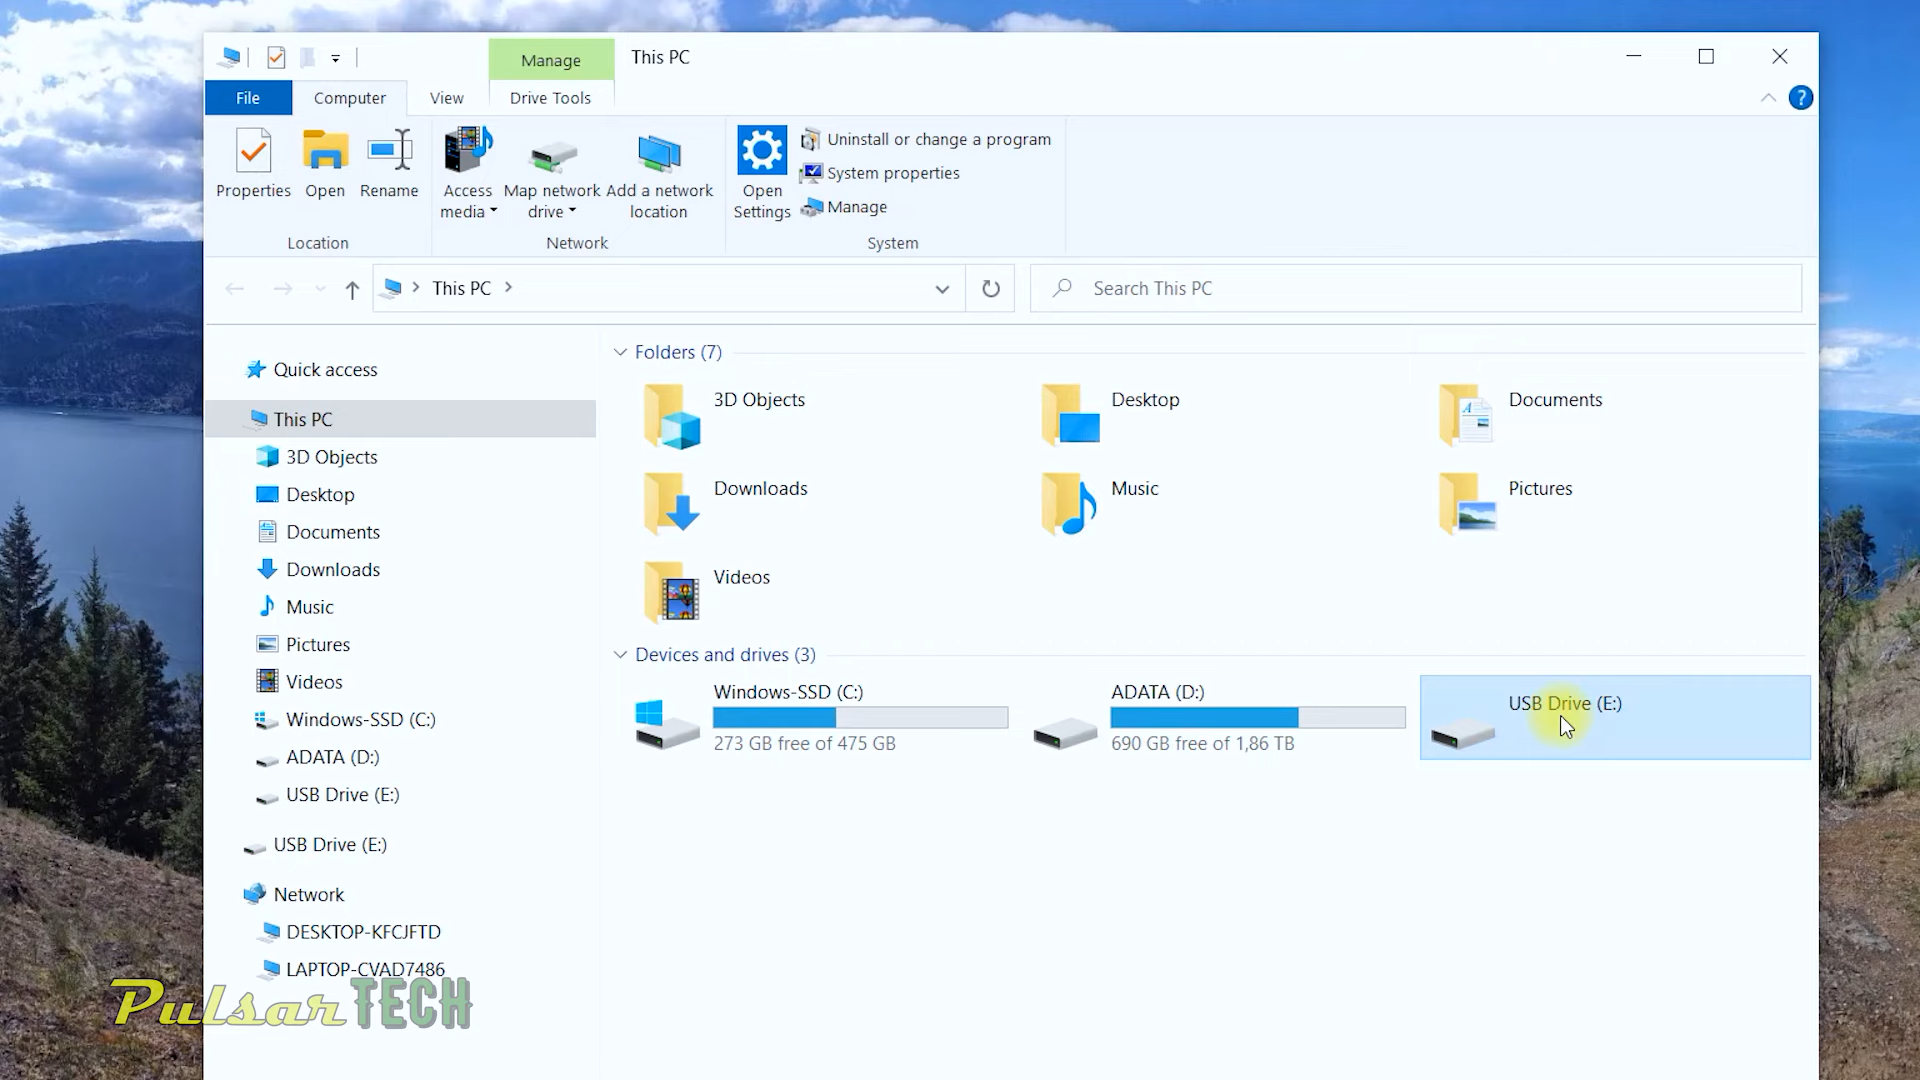 Manage
This PC
File
Computer
View
Drive Tools
?
Properties
Open
Rename
Location
Access
media
Map network
drive
Add a network
location
Network
Open
Settings
Uninstall or change a program
System properties
Manage
System
This PC
Search This PC
Quick access
This PC
3D Objects
Desktop
Documents
Downloads
Music
Pictures
Videos
Windows-SSD (C:)
ADATA (D:)
USB Drive (E:)
USB Drive (E:)
Network
DESKTOP-KFCJFTD
LAPTOP-CVAD7486
Folders (7)
3D Objects
Desktop
Documents
Downloads
Music
Pictures
Videos
Devices and drives (3)
Windows-SSD (C:)
273 GB free of 475 GB
ADATA (D:)
690 GB free of 1,86 TB
USB Drive (E:)
Pulsar TECH